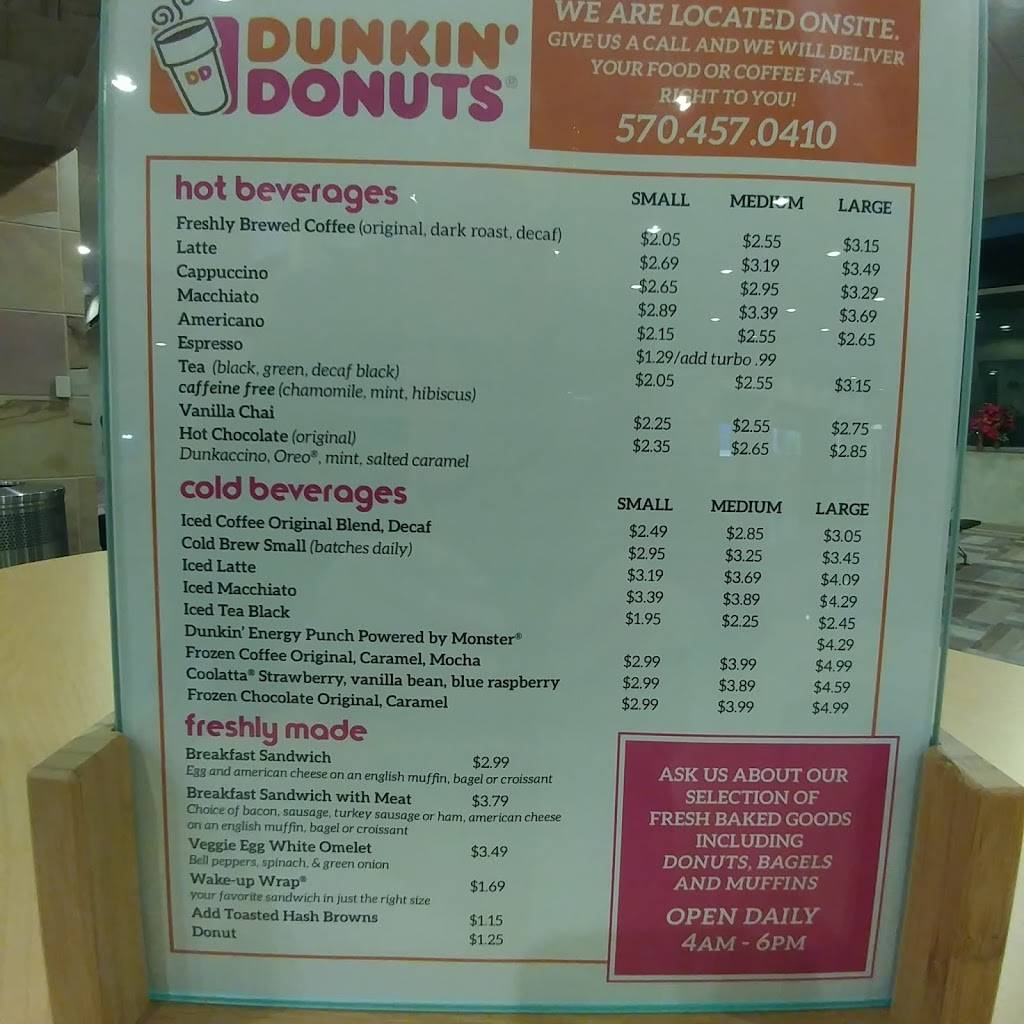 DUNKIN'
DONUTS®
DD
WE ARE LOCATED ONSITE.
GIVE US A CALL AND WE WILL DELIVER
YOUR FOOD OR COFFEE FAST...
RIGHT TO YOU!
570.457.0410
hot beverages SMALL MEDIUM LARGE
Freshly Brewed Coffee (original, dark roast, decaf) $2.05 $2.55 $3.15
Latte $2.69 $3.19 $3.49
Cappuccino $2.65 $2.95 $3.29
Macchiato $2.89 $3.39 $3.69
Americano $2.15 $2.55 $2.65
Espresso $1.29/add turbo .99
Tea (black, green, decaf black) $2.05 $2.55 $3.15
caffeine free (chamomile, mint, hibiscus)
Vanilla Chai $2.25 $2.55 $2.75
Hot Chocolate (original) $2.35 $2.65 $2.85
Dunkaccino, Oreo®, mint, salted caramel
cold beverages SMALL MEDIUM LARGE
Iced Coffee Original Blend, Decaf $2.49 $2.85 $3.05
Cold Brew Small (batches daily) $2.95 $3.25 $3.45
Iced Latte $3.19 $3.69 $4.09
Iced Macchiato $3.39 $3.89 $4.29
Iced Tea Black $1.95 $2.25 $2.45
Dunkin' Energy Punch Powered by Monster® $4.29
Frozen Coffee Original, Caramel, Mocha $2.99 $3.99 $4.99
Coolatta® Strawberry, vanilla bean, blue raspberry $2.99 $3.89 $4.59
Frozen Chocolate Original, Caramel $2.99 $3.99 $4.99
freshly made
Breakfast Sandwich $2.99
Egg and american cheese on an english muffin, bagel or croissant
Breakfast Sandwich with Meat $3.79
Choice of bacon, sausage, turkey sausage or ham, american cheese
on an english muffin, bagel or croissant
Veggie Egg White Omelet $3.49
Bell peppers, spinach, & green onion
Wake-up Wrap® $1.69
your favorite sandwich in just the right size
Add Toasted Hash Browns $1.15
Donut $1.25
ASK US ABOUT OUR
SELECTION OF
FRESH BAKED GOODS
INCLUDING
DONUTS, BAGELS
AND MUFFINS
OPEN DAILY
4AM - 6PM